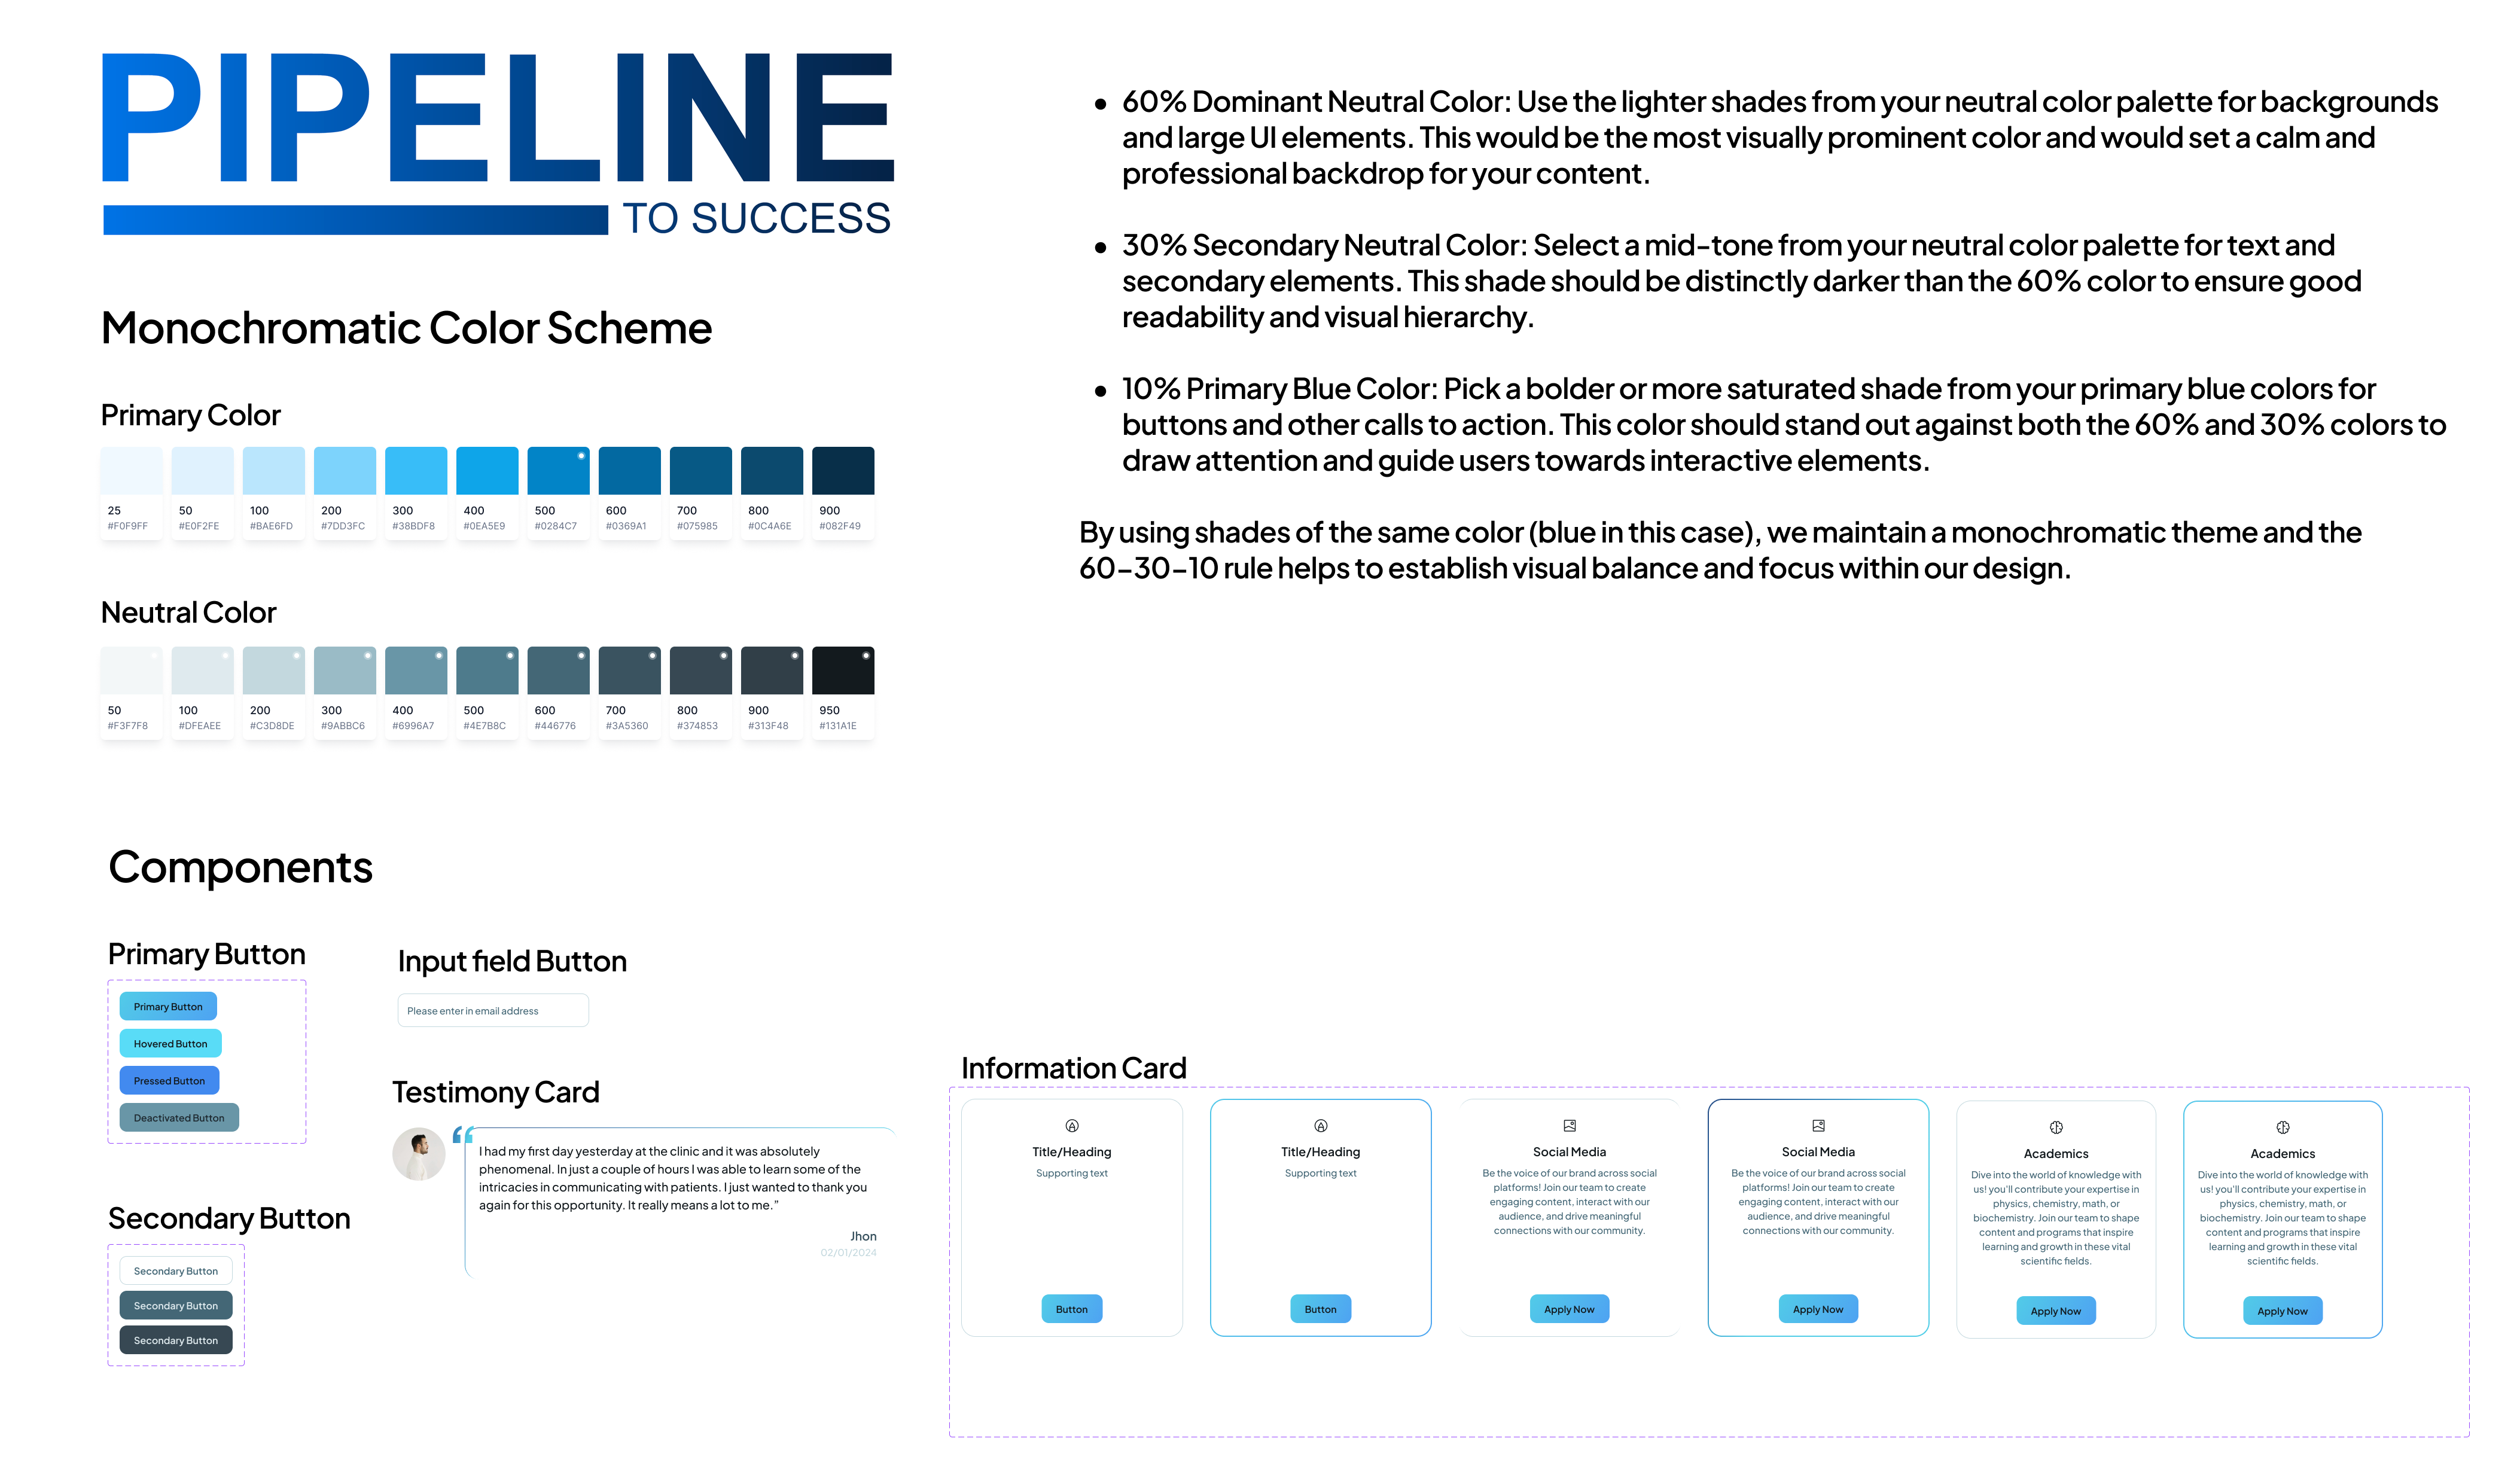 PIPELINE
TO SUCCESS
• 60% Dominant Neutral Color: Use the lighter shades from your neutral color palette for backgrounds
and large UI elements. This would be the most visually prominent color and would set a calm and
professional backdrop for your content.
• 30% Secondary Neutral Color: Select a mid-tone from your neutral color palette for text and
secondary elements. This shade should be distinctly darker than the 60% color to ensure good
readability and visual hierarchy.
• 10% Primary Blue Color: Pick a bolder or more saturated shade from your primary blue colors for
buttons and other calls to action. This color should stand out against both the 60% and 30% colors to
draw attention and guide users towards interactive elements.
By using shades of the same color (blue in this case), we maintain a monochromatic theme and the
60-30-10 rule helps to establish visual balance and focus within our design.
Monochromatic Color Scheme
Primary Color
25 50 100 200 300 400 500 600 700 800 900
#F0F9FF #E0F2FE #BAE6FD #7DD3FC #38BDF8 #0EA5E9 #0284C7 #0369A1 #075985 #0C4A6E #082F49
Neutral Color
50 100 200 300 400 500 600 700 800 900 950
#F3F7F8 #DFEAEE #C3D8DE #9ABBC6 #6996A7 #4E7B8C #446776 #3A5360 #374853 #313F48 #131A1E
Components
Primary Button
Primary Button
Hovered Button
Pressed Button
Deactivated Button
Secondary Button
Secondary Button
Secondary Button
Secondary Button
Input field Button
Please enter in email address
Testimony Card
“
I had my first day yesterday at the clinic and it was absolutely
phenomenal. In just a couple of hours I was able to learn some of the
intricacies in communicating with patients. I just wanted to thank you
again for this opportunity. It really means a lot to me.”
Jhon
02/01/2024
Information Card
Title/Heading
Supporting text
Button
Title/Heading
Supporting text
Button
Social Media
Be the voice of our brand across social
platforms! Join our team to create
engaging content, interact with our
audience, and drive meaningful
connections with our community.
Apply Now
Social Media
Be the voice of our brand across social
platforms! Join our team to create
engaging content, interact with our
audience, and drive meaningful
connections with our community.
Apply Now
Academics
Dive into the world of knowledge with
us! you'll contribute your expertise in
physics, chemistry, math, or
biochemistry. Join our team to shape
content and programs that inspire
learning and growth in these vital
scientific fields.
Apply Now
Academics
Dive into the world of knowledge with
us! you'll contribute your expertise in
physics, chemistry, math, or
biochemistry. Join our team to shape
content and programs that inspire
learning and growth in these vital
scientific fields.
Apply Now